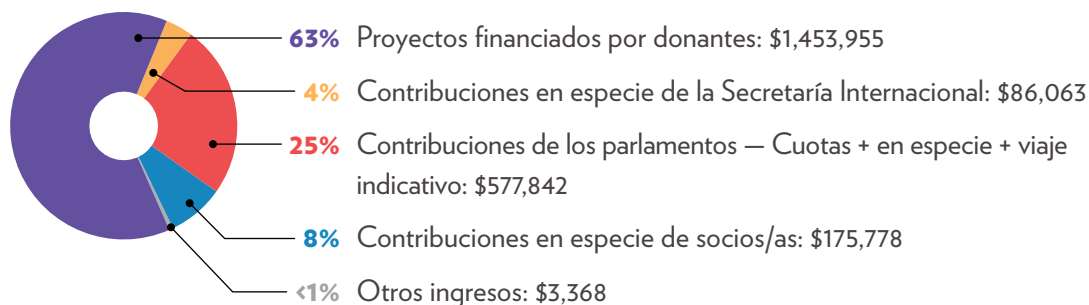 63% Proyectos financiados por donantes: $1,453,955
4% Contribuciones en especie de la Secretaría Internacional: $86,063
25% Contribuciones de los parlamentos — Cuotas + en especie + viaje
indicativo: $577,842
8% Contribuciones en especie de socios/as: $175,778
<1% Otros ingresos: $3,368